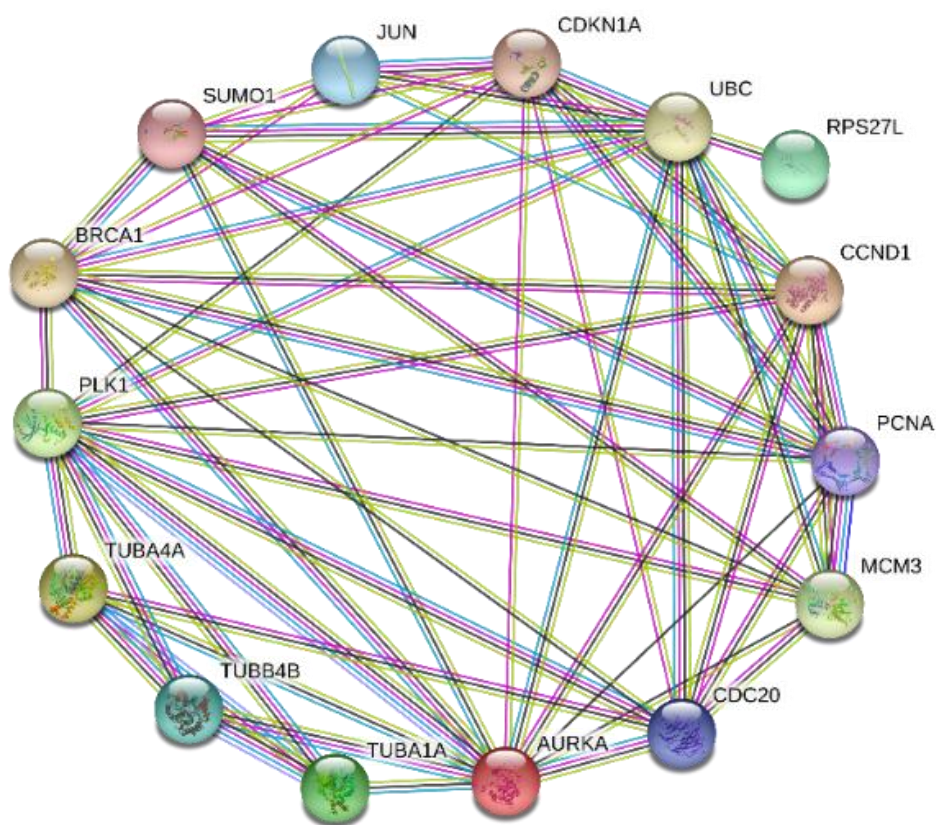 JUN
CDKN1A
SUMO1
UBC
RPS27L
BRCA1
CCND1
PLK1
PCNA
TUBA4A
MCM3
TUBB4B
CDC20
TUBA1A
AURKA